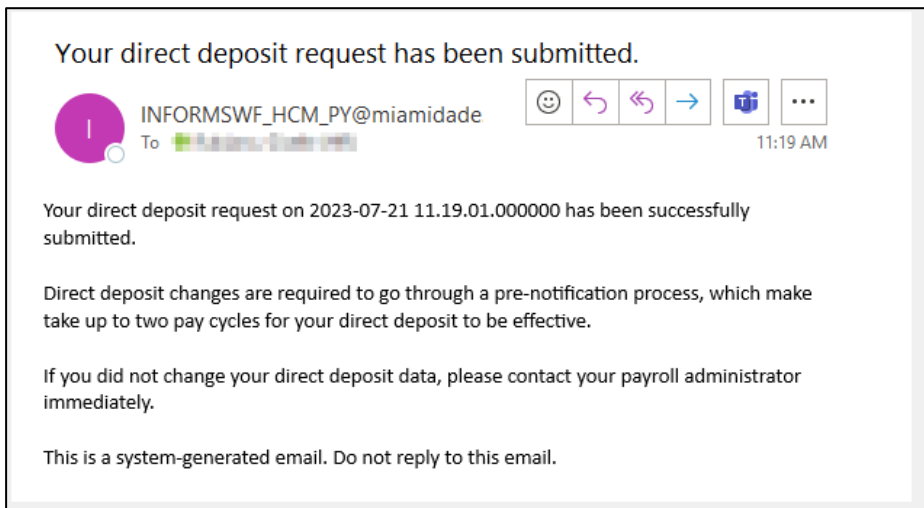 Your direct deposit request has been submitted.
I
INFORMSWF_HCM_PY@miamidade
To
11:19 AM
Your direct deposit request on 2023-07-21 11.19.01.000000 has been successfully
submitted.
Direct deposit changes are required to go through a pre-notification process, which make
take up to two pay cycles for your direct deposit to be effective.
If you did not change your direct deposit data, please contact your payroll administrator
immediately.
This is a system-generated email. Do not reply to this email.